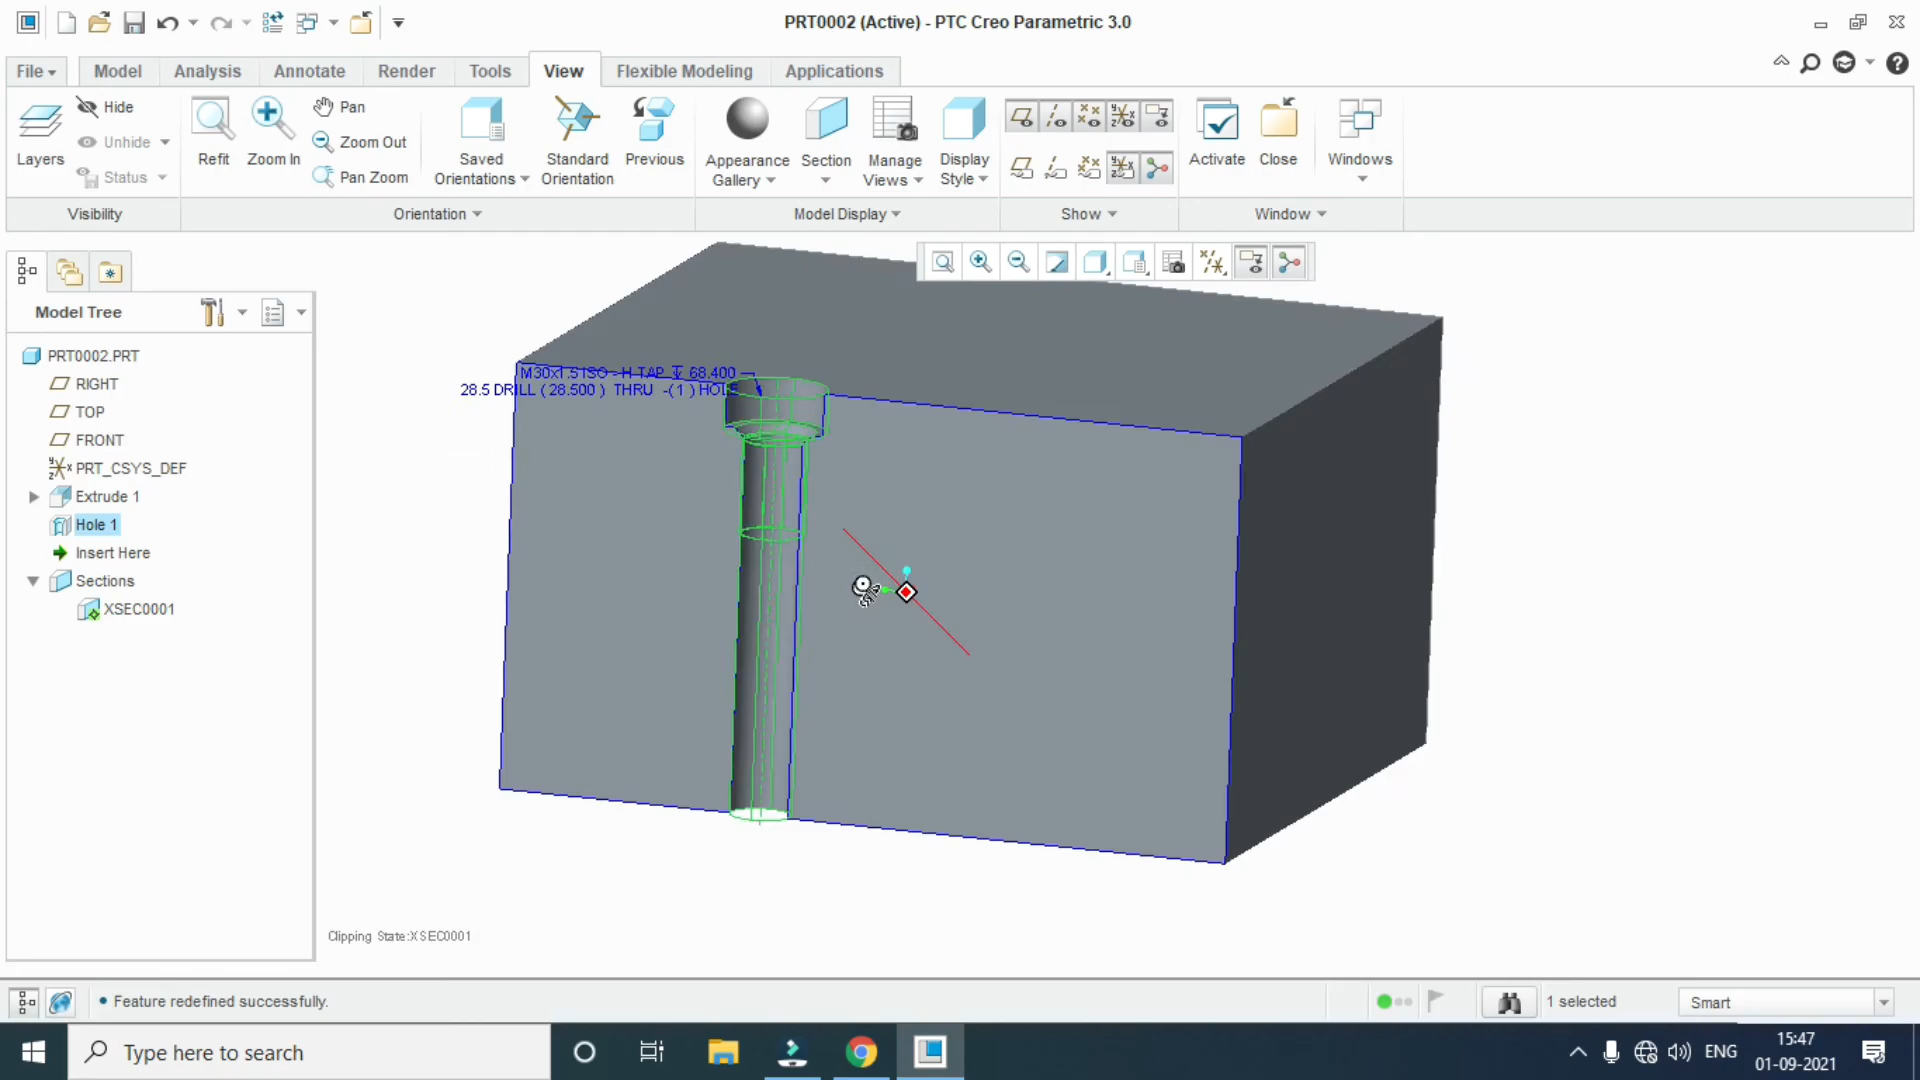 PRT0002 (Active) - PTC Creo Parametric 3.0
File Model Analysis Annotate Render Tools View Flexible Modeling Applications
Layers
Hide
Unhide
Status
Visibility
Refit
Zoom In
Pan
Zoom Out
Pan Zoom
Saved
Orientations
Standard
Orientation
Previous
Orientation
Appearance
Gallery
Section
Manage
Views
Display
Style
Model Display
Show
Activate
Close
Windows
Window
Model Tree
PRT0002.PRT
RIGHT
TOP
FRONT
PRT_CSYS_DEF
Extrude 1
Hole 1
Insert Here
Sections
XSEC0001
ISO - H TAP ↧ 68.400
28.5 DRILL ( 28.500 ) THRU -( 1 ) HOLE
Clipping State:XSEC0001
• Feature redefined successfully.
1 selected
Smart
Type here to search
ENG
15:47
01-09-2021